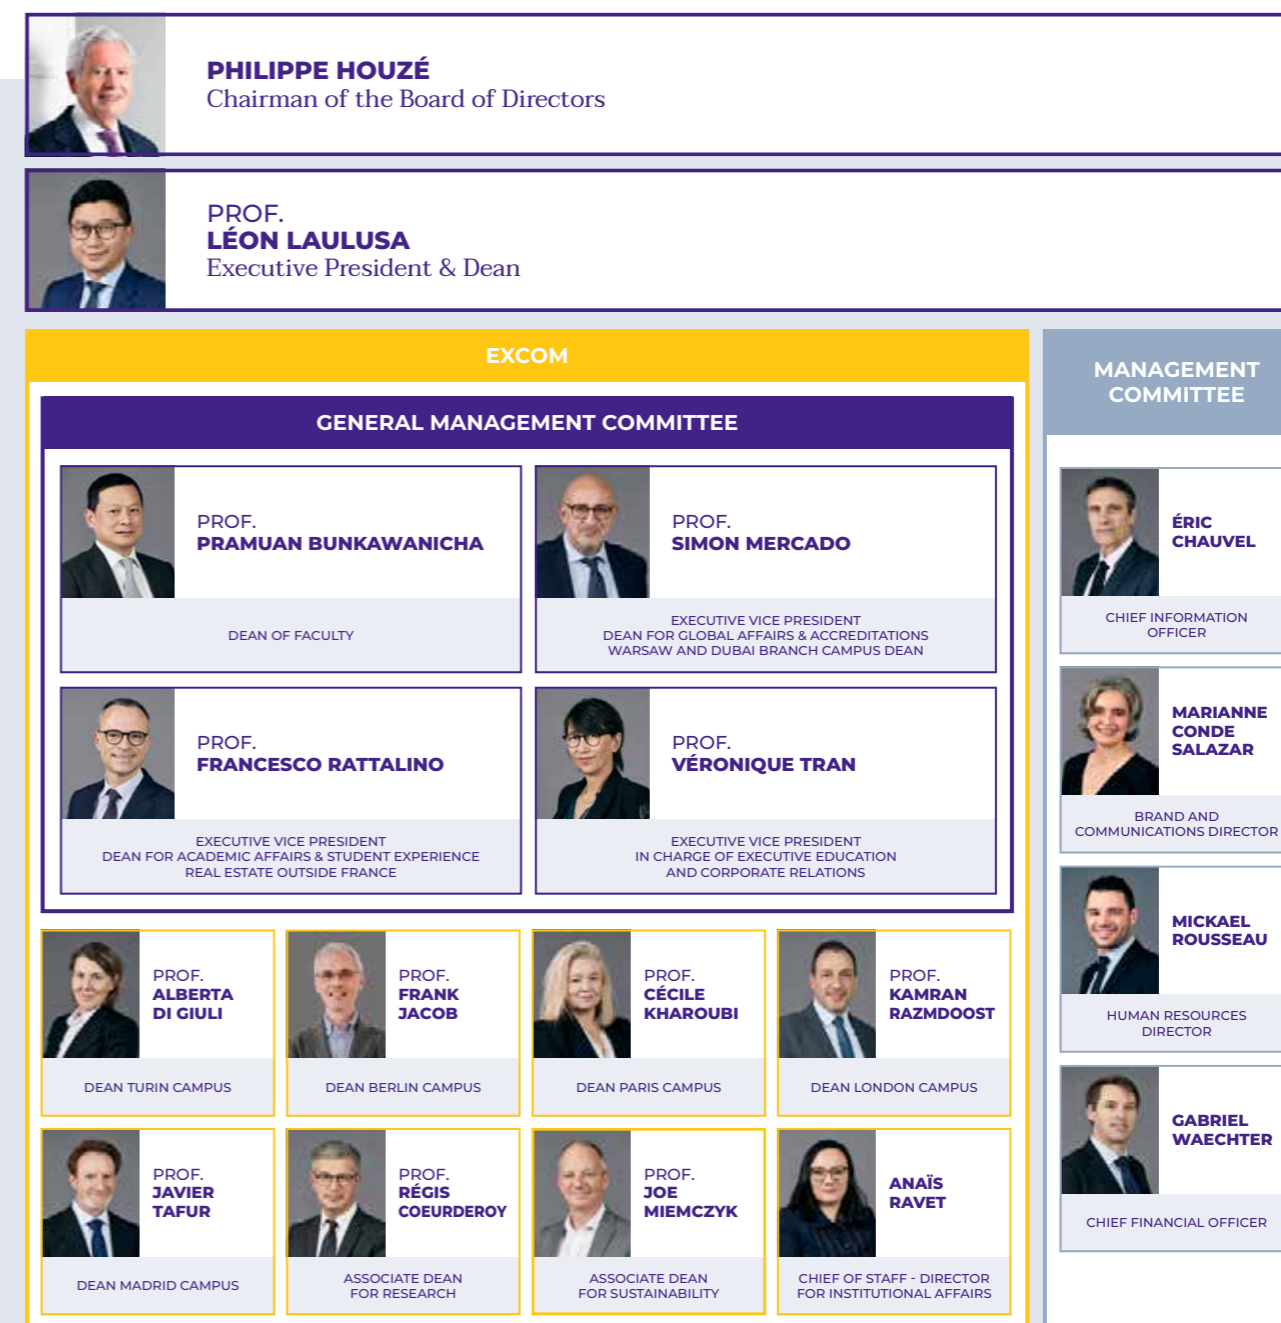 PHILIPPE HOUZÉ
Chairman of the Board of Directors
PROF.
LÉON LAULUSA
Executive President & Dean
EXCOM
GENERAL MANAGEMENT COMMITTEE
PROF.
PRAMUAN BUNKAWANICHA
DEAN OF FACULTY
PROF.
SIMON MERCADO
EXECUTIVE VICE PRESIDENT
DEAN FOR GLOBAL AFFAIRS & ACCREDITATIONS
WARSAW AND DUBAI BRANCH CAMPUS DEAN
PROF.
FRANCESCO RATTALINO
EXECUTIVE VICE PRESIDENT
DEAN FOR ACADEMIC AFFAIRS & STUDENT EXPERIENCE
REAL ESTATE OUTSIDE FRANCE
PROF.
VÉRONIQUE TRAN
EXECUTIVE VICE PRESIDENT
IN CHARGE OF EXECUTIVE EDUCATION
AND CORPORATE RELATIONS
PROF.
ALBERTA
DI GIULI
DEAN TURIN CAMPUS
PROF.
FRANK
JACOB
DEAN BERLIN CAMPUS
PROF.
CÉCILE
KHAROUBI
DEAN PARIS CAMPUS
PROF.
KAMRAN
RAZMDOOST
DEAN LONDON CAMPUS
PROF.
JAVIER
TAFUR
DEAN MADRID CAMPUS
PROF.
RÉGIS
COEURDEROY
ASSOCIATE DEAN
FOR RESEARCH
PROF.
JOE
MIEMCZYK
ASSOCIATE DEAN
FOR SUSTAINABILITY
ANAÏS
RAVET
CHIEF OF STAFF - DIRECTOR
FOR INSTITUTIONAL AFFAIRS
MANAGEMENT
COMMITTEE
ÉRIC
CHAUVEL
CHIEF INFORMATION
OFFICER
MARIANNE
CONDE
SALAZAR
BRAND AND
COMMUNICATIONS DIRECTOR
MICKAEL
ROUSSEAU
HUMAN RESOURCES
DIRECTOR
GABRIEL
WAECHTER
CHIEF FINANCIAL OFFICER